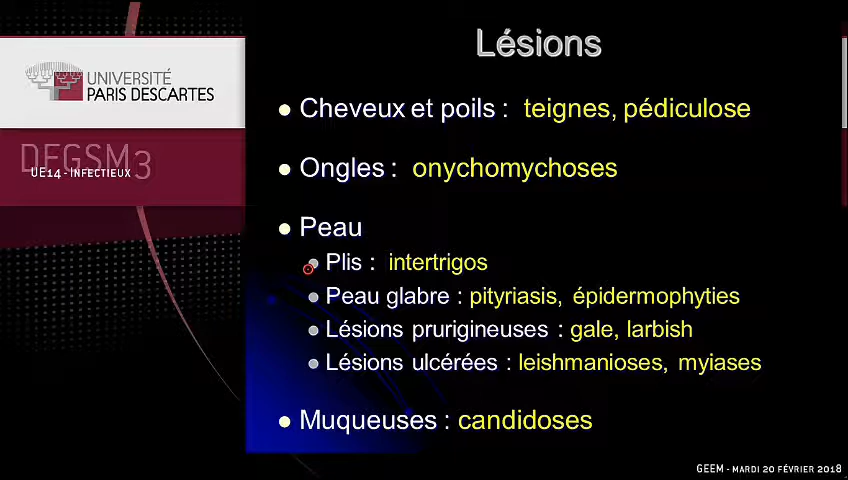 Lésions
UNIVERSITÉ
PARIS DESCARTES
DFGSM3
UE14 - INFECTIEUX
Cheveux et poils : teignes, pédiculose
Ongles : onychomychoses
Peau
Plis : intertrigos
Peau glabre : pityriasis, épidermophyties
Lésions prurigineuses : gale, larbish
Lésions ulcérées : leishmanioses, myiases
Muqueuses : candidoses
GEEM - MARDI 20 FÉVRIER 2018